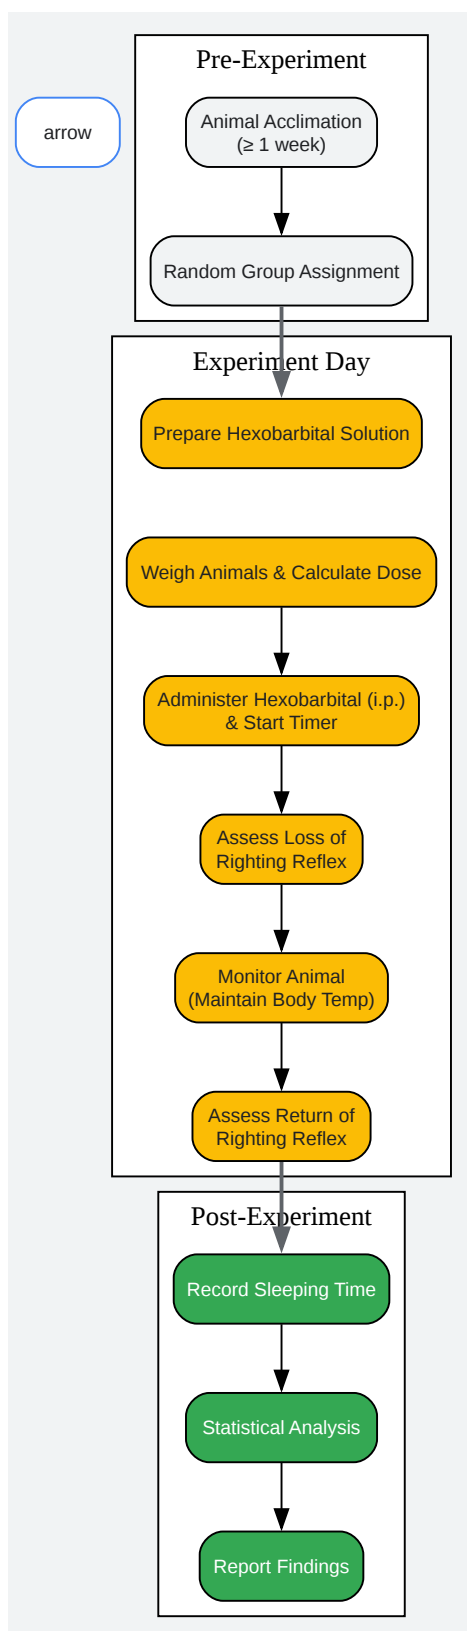 Pre-Experiment
arrow
Animal Acclimation
(≥ 1 week)
Random Group Assignment
Experiment Day
Prepare Hexobarbital Solution
Weigh Animals & Calculate Dose
Administer Hexobarbital (i.p.)
& Start Timer
Assess Loss of
Righting Reflex
Monitor Animal
(Maintain Body Temp)
Assess Return of
Righting Reflex
Post-Experiment
Record Sleeping Time
Statistical Analysis
Report Findings